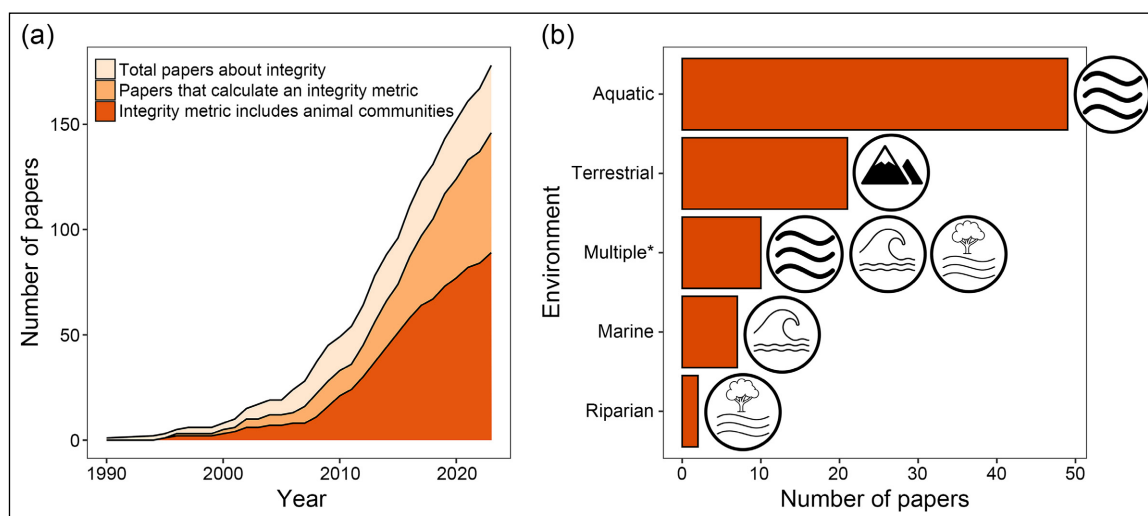 (a)
Total papers about integrity
Papers that calculate an integrity metric
Integrity metric includes animal communities
Number of papers
150
100
50
0
1990
2000
2010
2020
Year
(b)
Environment
Aquatic
Terrestrial
Multiple*
Marine
Riparian
0
10
20
30
40
50
Number of papers